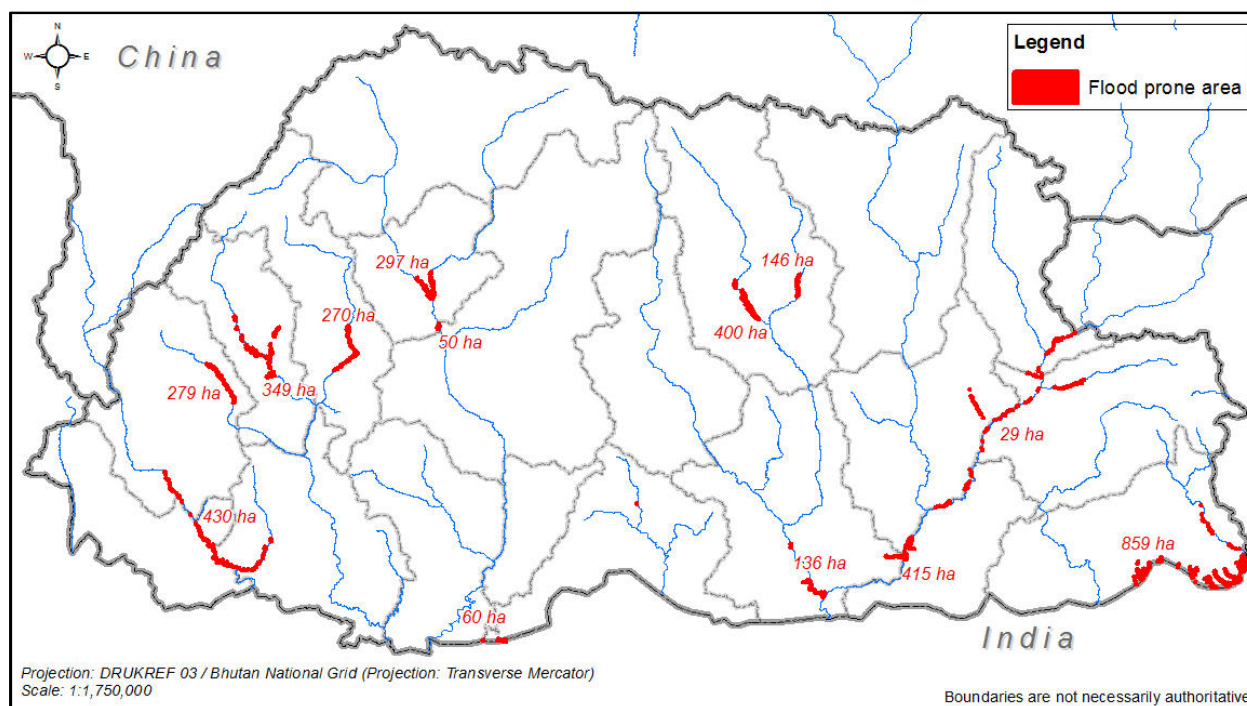 N
W E
S
China
Legend
Flood prone area
297 ha
146 ha
270 ha
50 ha
400 ha
279 ha
349 ha
29 ha
430 ha
859 ha
136 ha
415 ha
60 ha
India
Projection: DRUKREF 03 / Bhutan National Grid (Projection: Transverse Mercator)
Scale: 1:1,750,000
Boundaries are not necessarily authoritative